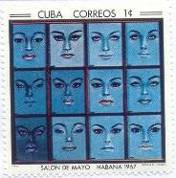 CUBA CORREOS 1¢
SALON DE MAYO HABANA 1967